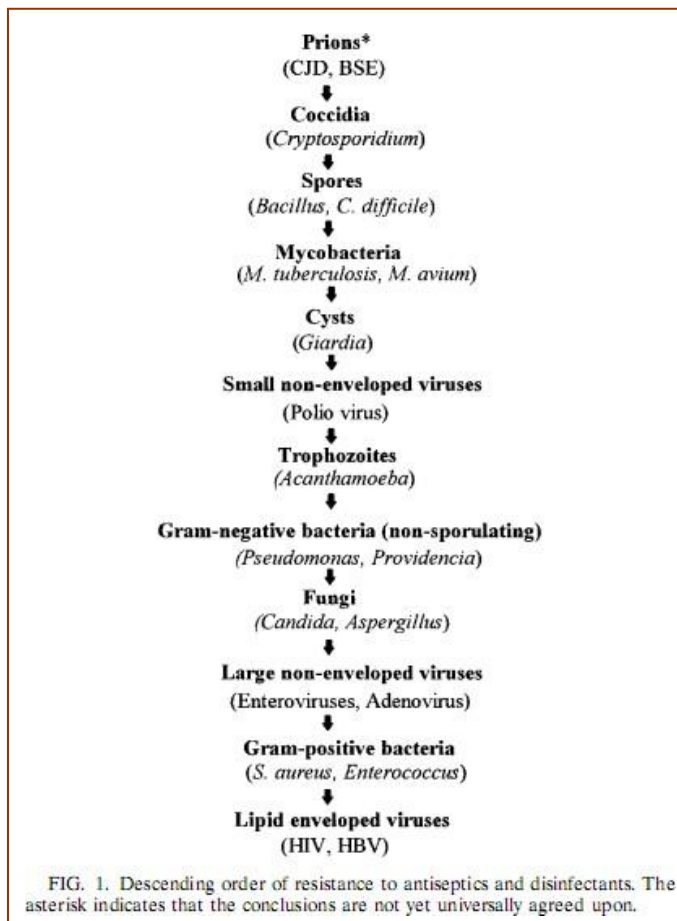 Prions*
(CJD, BSE)
Coccidia
(Cryptosporidium)
Spores
(Bacillus, C. difficile)
Mycobacteria
(M. tuberculosis, M. avium)
Cysts
(Giardia)
Small non-enveloped viruses
(Polio virus)
Trophozoites
(Acanthamoeba)
Gram-negative bacteria (non-sporulating)
(Pseudomonas, Providencia)
Fungi
(Candida, Aspergillus)
Large non-enveloped viruses
(Enteroviruses, Adenovirus)
Gram-positive bacteria
(S. aureus, Enterococcus)
Lipid enveloped viruses
(HIV, HBV)
FIG. 1. Descending order of resistance to antiseptics and disinfectants. The
asterisk indicates that the conclusions are not yet universally agreed upon.